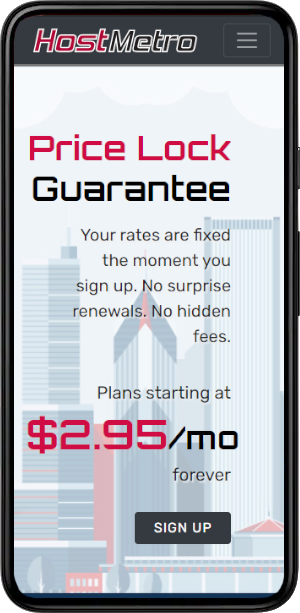 HostMetro
Price Lock
Guarantee
Your rates are fixed
the moment you
sign up. No surprise
renewals. No hidden
fees.
Plans starting at
$2.95/mo
forever
SIGN UP